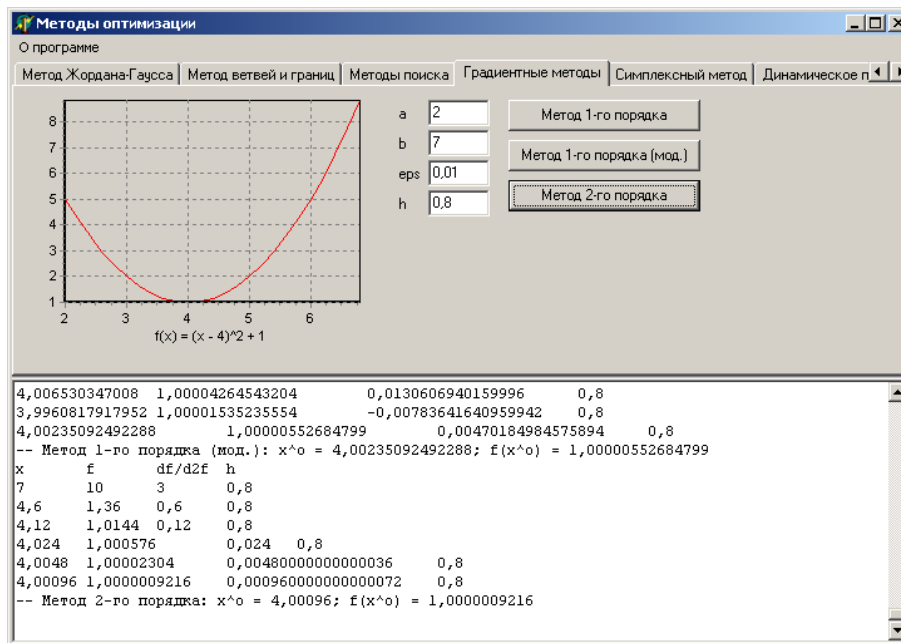 Методы оптимизации
О программе
Метод Жордана-Гаусса Метод ветвей и границ Методы поиска Градиентные методы Симплексный метод Динамическое п
8
7
6
5
4
3
2
1
2 3 4 5 6
f(x) = (x - 4)^2 + 1
a 2
b 7
eps 0,01
h 0,8
Метод 1-го порядка
Метод 1-го порядка (мод.)
Метод 2-го порядка
4,006530347008 1,00004264543204 0,0130606940159996 0,8
3,9960817917952 1,00001535235554 -0,00783641640959942 0,8
4,00235092492288 1,00000552684799 0,00470184984575894 0,8
-- Метод 1-го порядка (мод.): x^o = 4,00235092492288; f(x^o) = 1,00000552684799
x f df/d2f h
7 10 3 0,8
4,6 1,36 0,6 0,8
4,12 1,0144 0,12 0,8
4,024 1,000576 0,024 0,8
4,0048 1,00002304 0,00480000000000036 0,8
4,00096 1,0000009216 0,000960000000000072 0,8
-- Метод 2-го порядка: x^o = 4,00096; f(x^o) = 1,0000009216